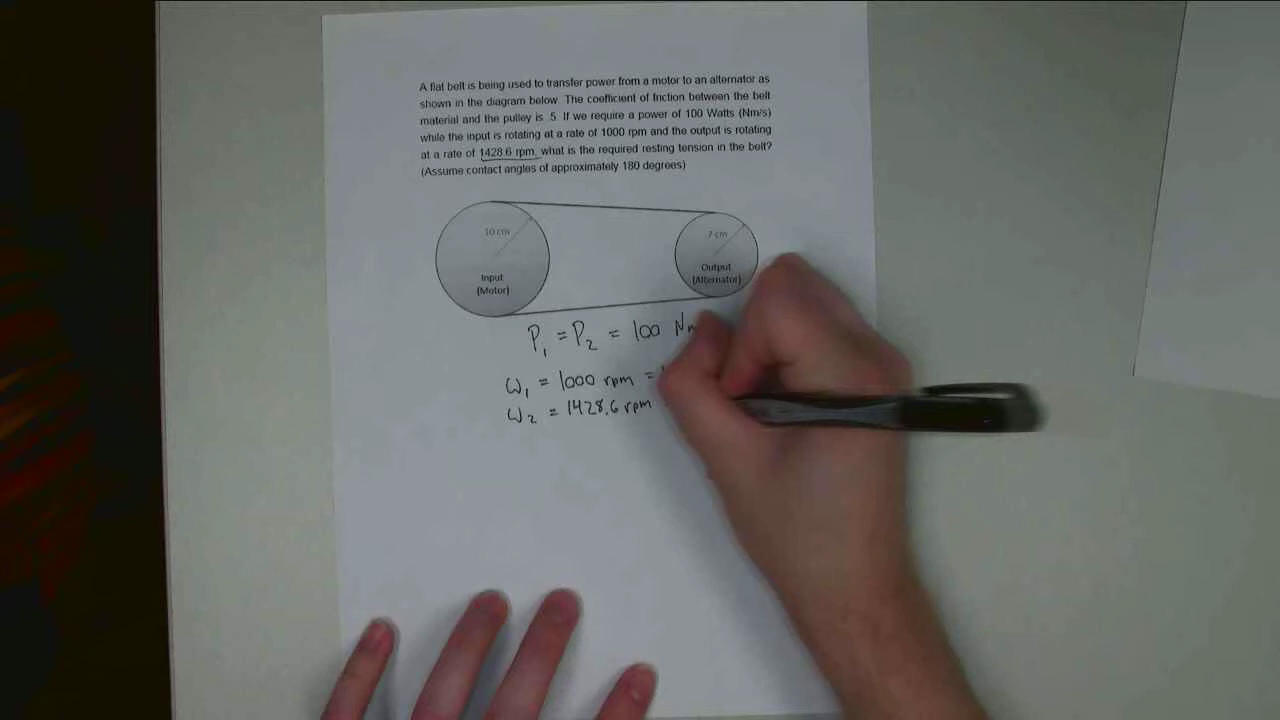 A flat belt is being used to transfer power from a motor to an alternator as
shown in the diagram below. The coefficient of friction between the belt
material and the pulley is .5. If we require a power of 100 Watts (Nm/s)
while the input is rotating at a rate of 1000 rpm and the output is rotating
at a rate of 1428.6 rpm, what is the required resting tension in the belt?
(Assume contact angles of approximately 180 degrees)
10 cm
7 cm
Input
(Motor)
Output
(Alternator)
P₁ = P₂ = 100 N
ω₁ = 1000 rpm =
ω₂ = 1428.6 rpm